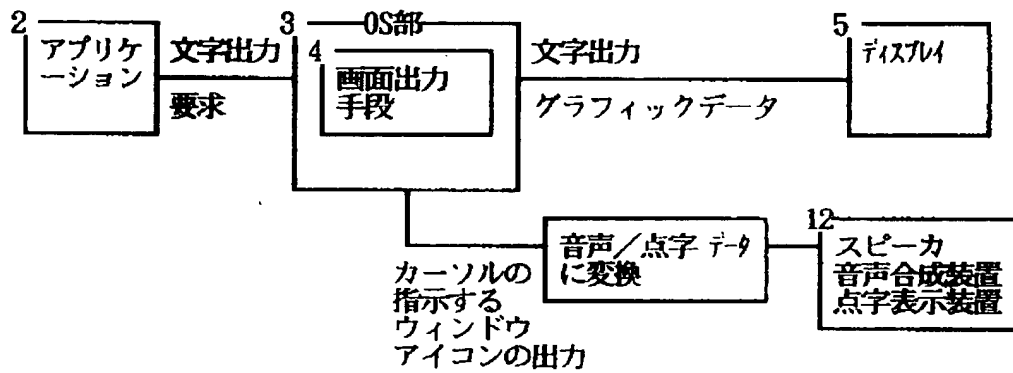 2
アプリケ
ーション
文字出力
要求
3
OS部
4
画面出力
手段
文字出力
グラフィックデータ
5
ディスプレイ
カーソルの
指示する
ウィンドウ
アイコンの出力
音声／点字 データ
に変換
12
スピーカ
音声合成装置
点字表示装置